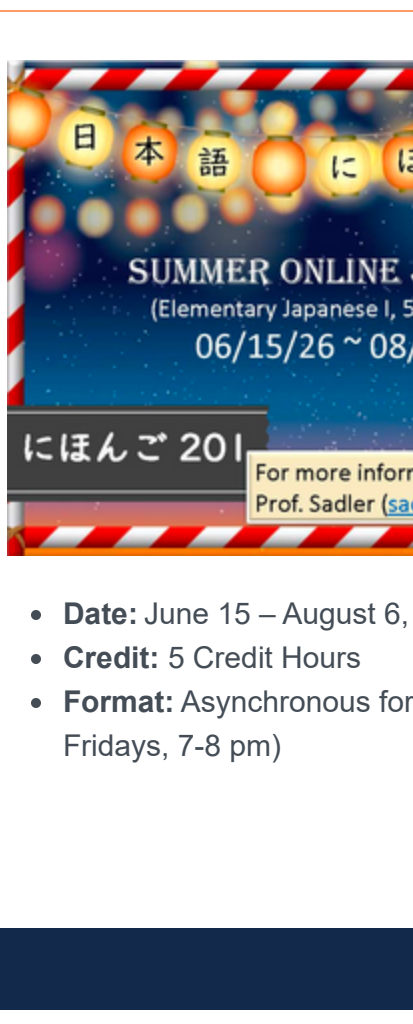 日 本 語 に
SUMMER ONLINE
(Elementary Japanese I, 5
06/15/26 ~ 08/
にほんご 201
For more
Prof. Sadler
• Date: June 15 – August 6,
• Credit: 5 Credit Hours
• Format: Asynchronous for
Fridays, 7-8 pm)